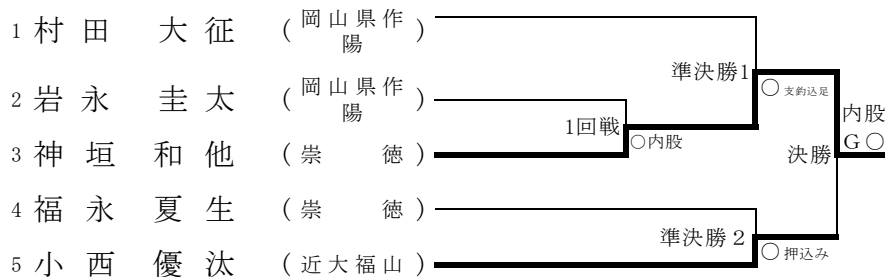 1 村田 大征 (岡山県作陽)
準決勝1
〇 支釣込足
2 岩永 圭太 (岡山県作陽)
1回戦
〇内股
内股
G〇
決勝
3 神垣 和他 (崇徳)
4 福永 夏生 (崇徳)
準決勝２
〇 押込み
5 小西 優汰 (近大福山)